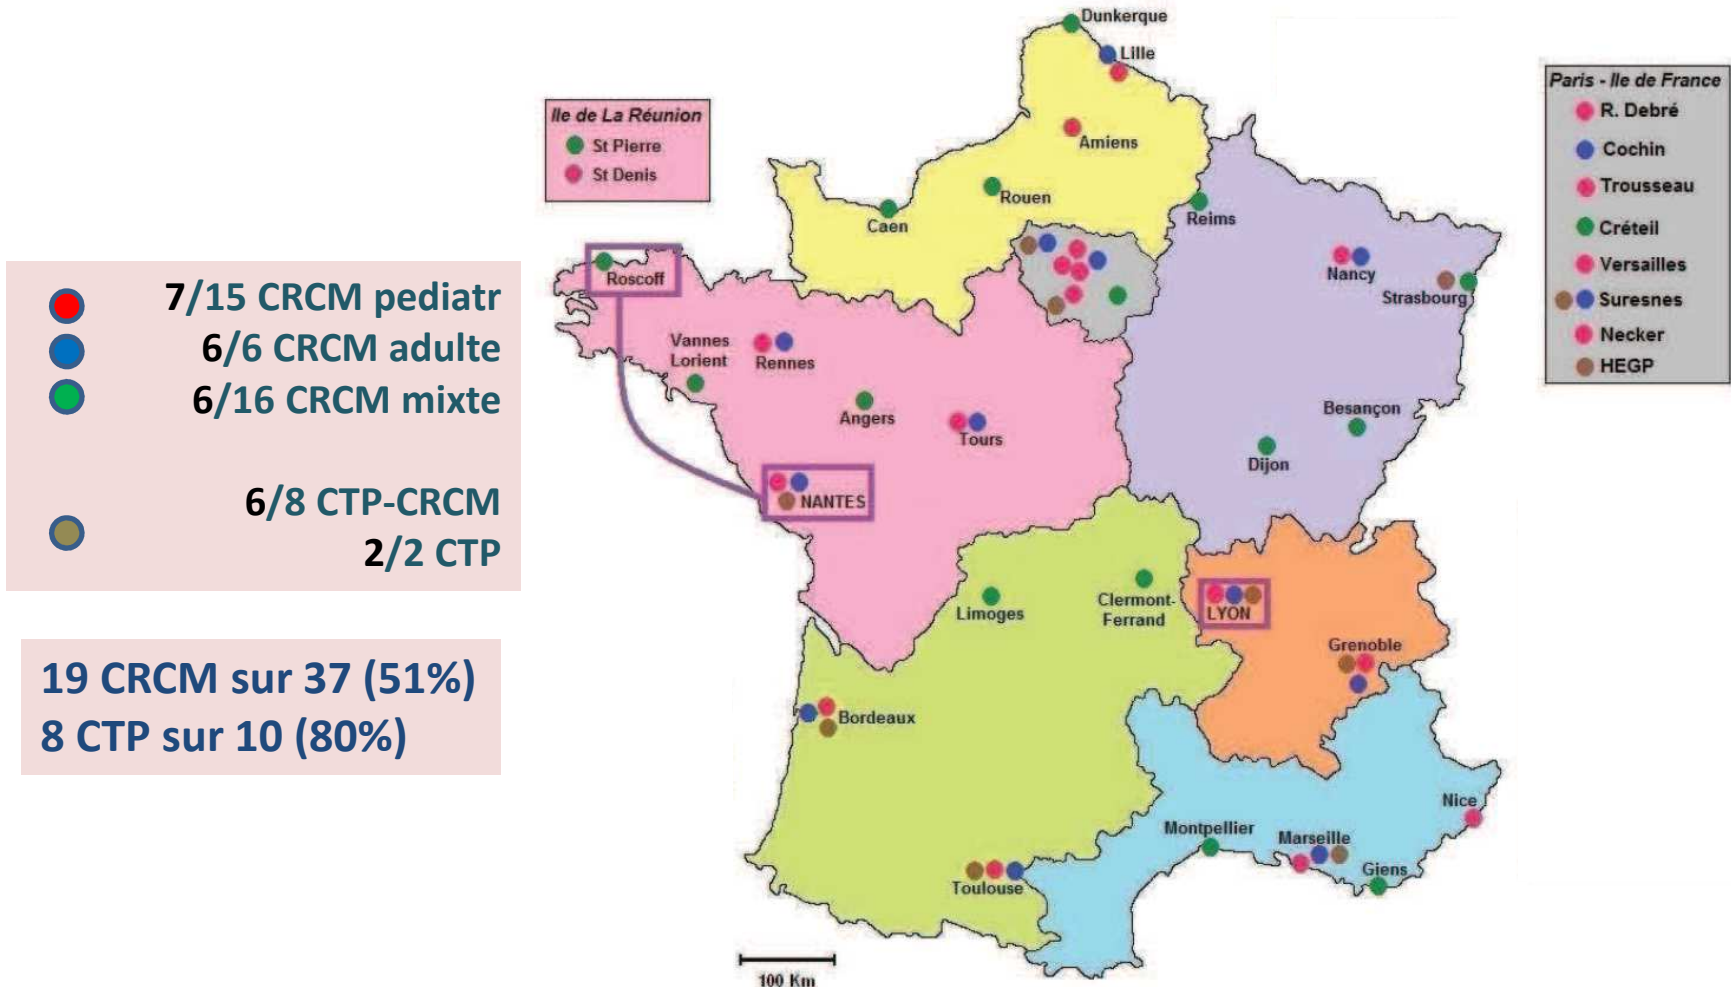 7/15 CRCM pediatr
6/6 CRCM adulte
6/16 CRCM mixte
6/8 CTP-CRCM
2/2 CTP
19 CRCM sur 37 (51%)
8 CTP sur 10 (80%)
Ile de La Réunion
St Pierre
St Denis
Dunkerque
Lille
Amiens
Rouen
Caen
Reims
Nancy
Strasbourg
Roscoff
Vannes
Lorient
Rennes
Angers
Tours
NANTES
Besançon
Dijon
Limoges
Clermont-
Ferrand
LYON
Grenoble
Bordeaux
Toulouse
Montpellier
Marseille
Giens
Nice
100 Km
Paris - Ile de France
R. Debré
Cochin
Trousseau
Créteil
Versailles
Suresnes
Necker
HEGP